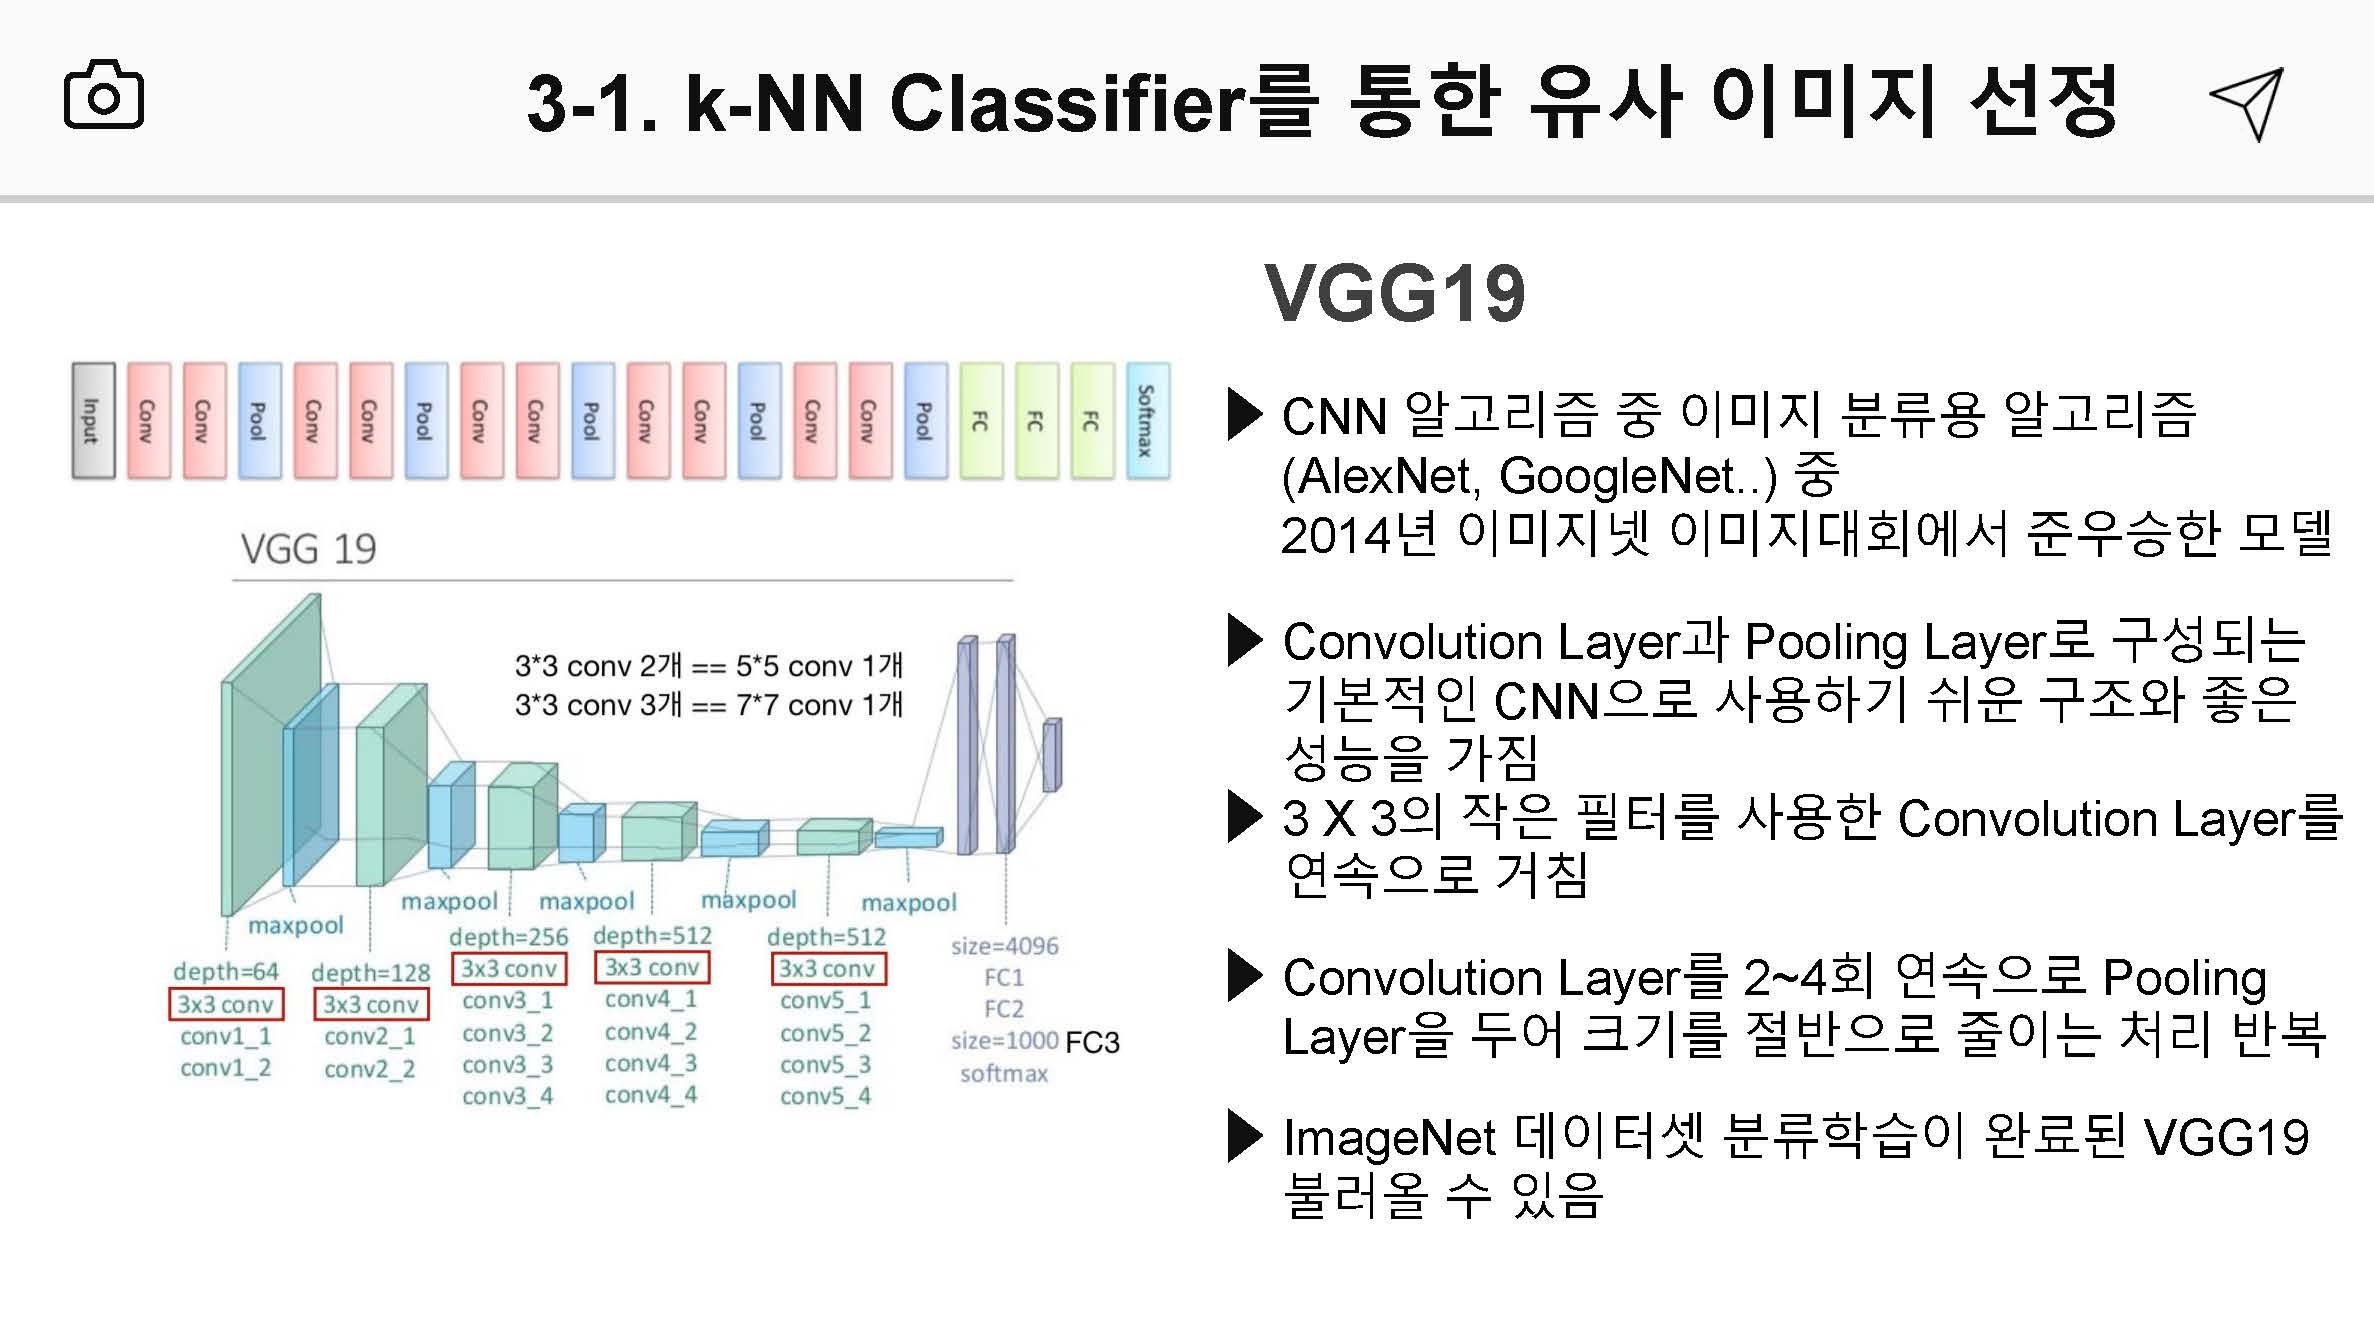 3-1. k-NN Classifier를 통한 유사 이미지 선정
Input Conv Conv Pool Conv Conv Pool Conv Conv Pool Conv Conv Pool Conv Conv Pool FC FC FC Softmax
VGG 19
3*3 conv 2개 == 5*5 conv 1개
3*3 conv 3개 == 7*7 conv 1개
maxpool
maxpool
maxpool
maxpool
maxpool
depth=64
3x3 conv
conv1_1
conv1_2
depth=128
3x3 conv
conv2_1
conv2_2
depth=256
3x3 conv
conv3_1
conv3_2
conv3_3
conv3_4
depth=512
3x3 conv
conv4_1
conv4_2
conv4_3
conv4_4
depth=512
3x3 conv
conv5_1
conv5_2
conv5_3
conv5_4
size=4096
FC1
FC2
size=1000 FC3
softmax
VGG19
▶ CNN 알고리즘 중 이미지 분류용 알고리즘
(AlexNet, GoogleNet..) 중
2014년 이미지넷 이미지대회에서 준우승한 모델
▶ Convolution Layer과 Pooling Layer로 구성되는
기본적인 CNN으로 사용하기 쉬운 구조와 좋은
성능을 가짐
▶ 3 X 3의 작은 필터를 사용한 Convolution Layer를
연속으로 거침
▶ Convolution Layer를 2~4회 연속으로 Pooling
Layer을 두어 크기를 절반으로 줄이는 처리 반복
▶ ImageNet 데이터셋 분류학습이 완료된 VGG19
불러올 수 있음